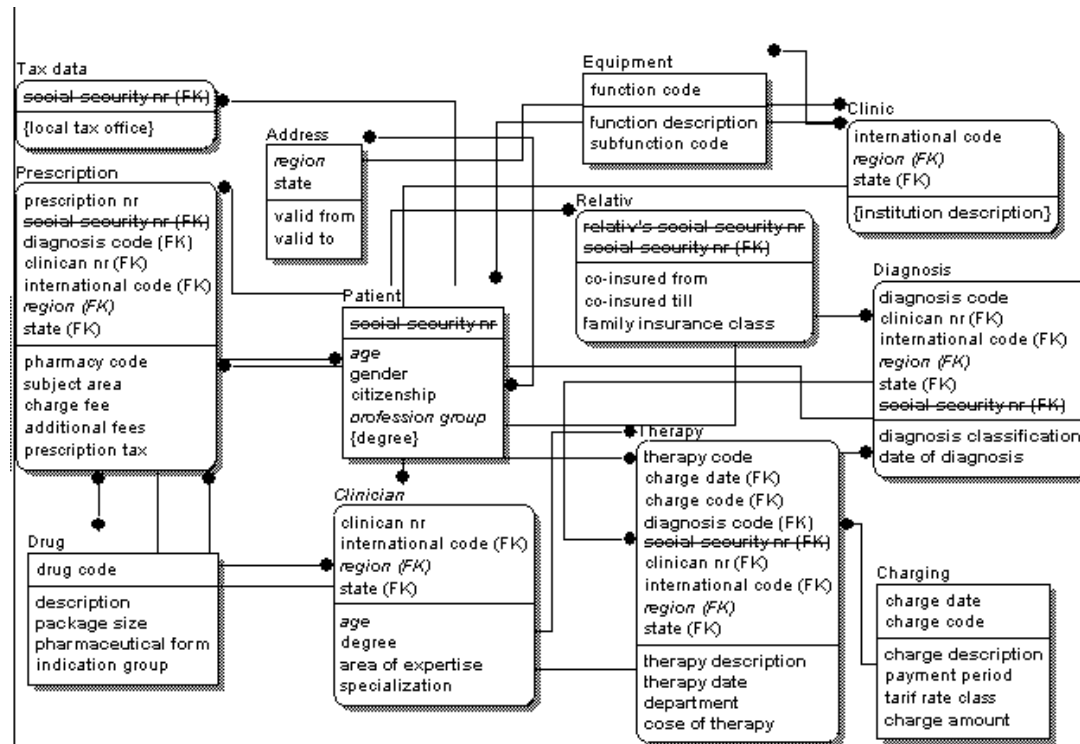 Tax data
social security nr (FK)
{local tax office}
Prescription
prescription nr
social security nr (FK)
diagnosis code (FK)
clinican nr (FK)
international code (FK)
region (FK)
state (FK)
pharmacy code
subject area
charge fee
additional fees
prescription tax
Drug
drug code
description
package size
pharmaceutical form
indication group
Address
region
state
valid from
valid to
Patient
social security nr
age
gender
citizenship
profession group
{degree}
Clinician
clinican nr
international code (FK)
region (FK)
state (FK)
age
degree
area of expertise
specialization
Equipment
function code
function description
subfunction code
Relativ
relativ's social security nr
social security nr (FK)
co-insured from
co-insured till
family insurance class
Therapy
therapy code
charge date (FK)
charge code (FK)
diagnosis code (FK)
social security nr (FK)
clinican nr (FK)
international code (FK)
region (FK)
state (FK)
therapy description
therapy date
department
cose of therapy
Clinic
international code
region (FK)
state (FK)
{institution description}
Diagnosis
diagnosis code
clinican nr (FK)
international code (FK)
region (FK)
state (FK)
social security nr (FK)
diagnosis classification
date of diagnosis
Charging
charge date
charge code
charge description
payment period
tarif rate class
charge amount